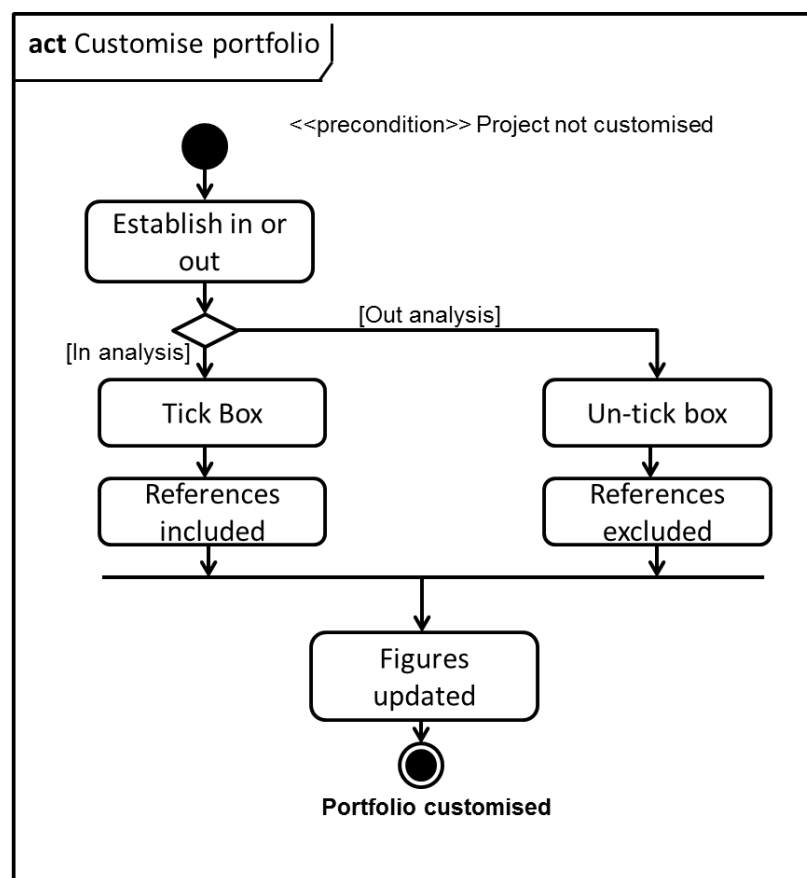 act Customise portfolio
<<precondition>> Project not customised
Establish in or
out
[Out analysis]
[In analysis]
Tick Box
Un-tick box
References
included
References
excluded
Figures
updated
Portfolio customised